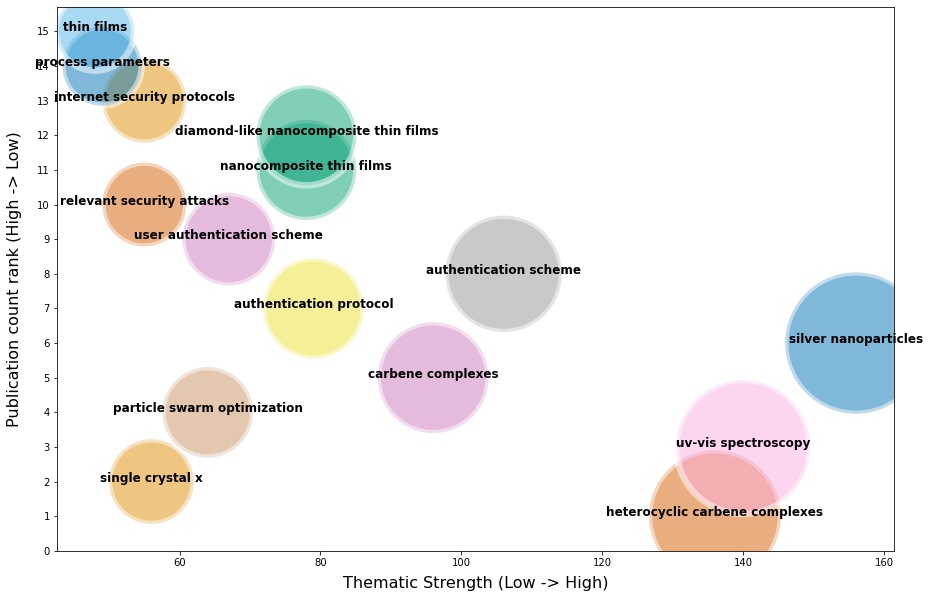 15
thin films
14
process parameters
13
internet security protocols
12
diamond-like nanocomposite thin films
11
nanocomposite thin films
10
relevant security attacks
9
user authentication scheme
8
authentication scheme
7
authentication protocol
6
silver nanoparticles
5
carbene complexes
4
particle swarm optimization
3
uv-vis spectroscopy
2
single crystal x
1
heterocyclic carbene complexes
0
Publication count rank (High -> Low)
60 80 100 120 140 160
Thematic Strength (Low -> High)